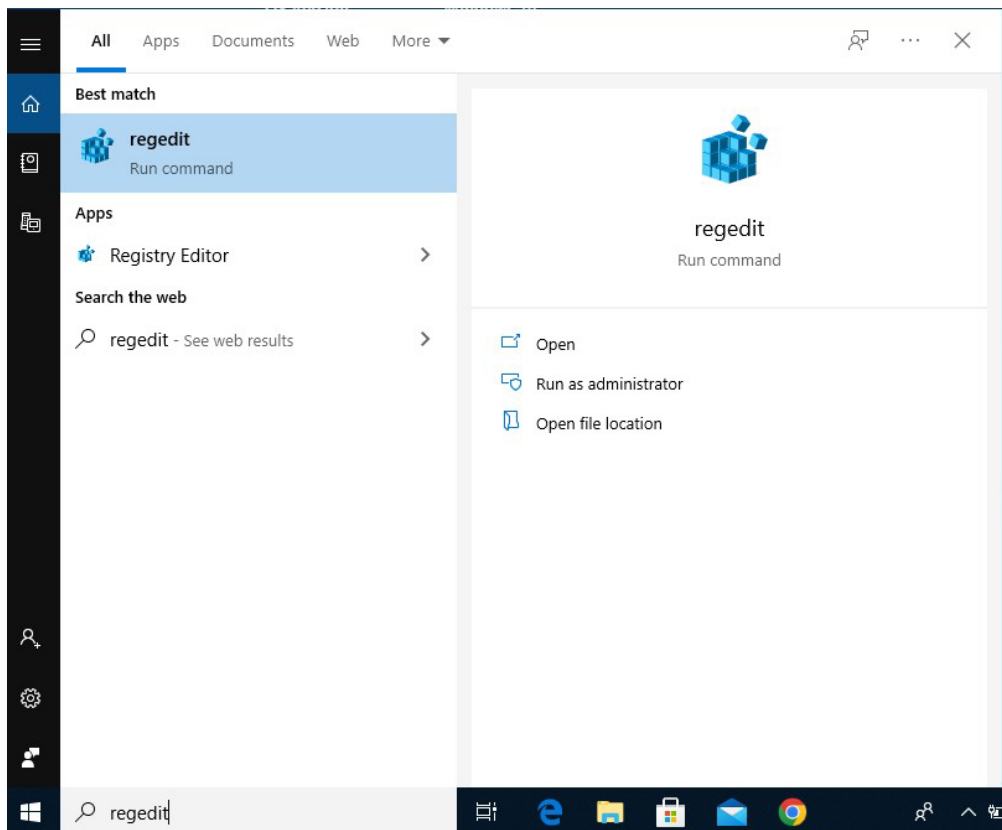 All Apps Documents Web More
Best match
regedit
Run command
Apps
Registry Editor
Search the web
regedit - See web results
regedit
Run command
Open
Run as administrator
Open file location
regedit